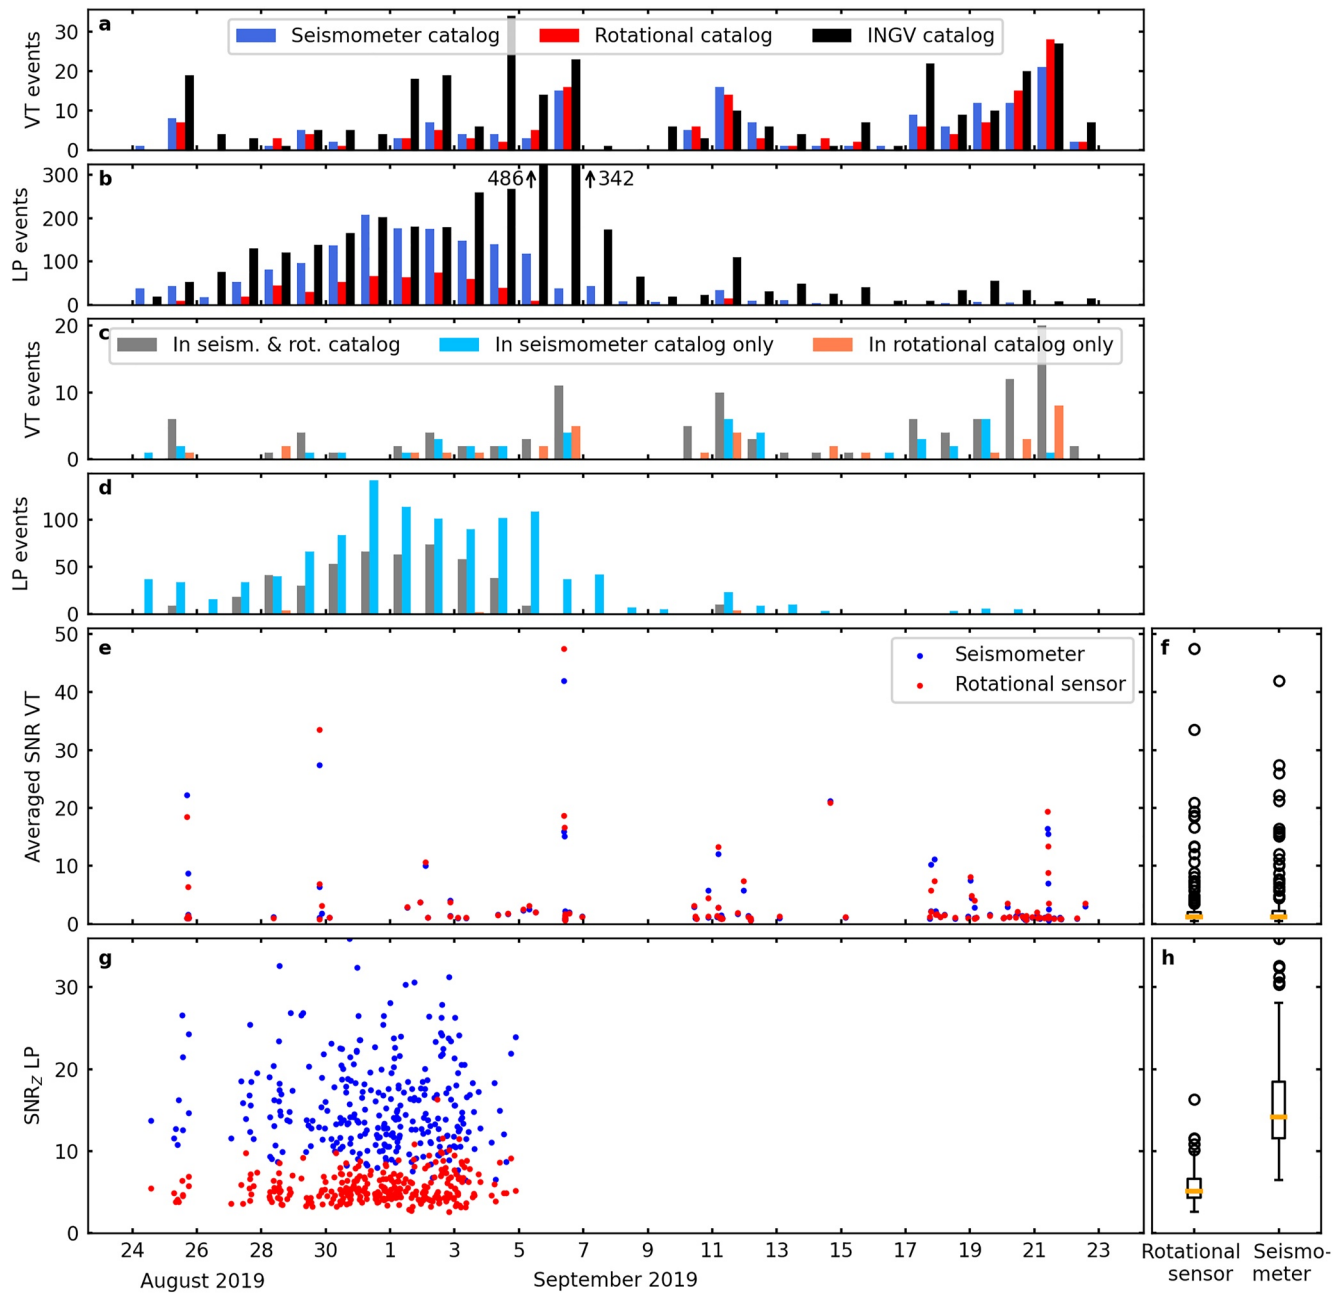 a
Seismometer catalog
Rotational catalog
INGV catalog
VT events
30
20
10
0
b
486
342
LP events
300
200
100
0
c
In seism. & rot. catalog
In seismometer catalog only
In rotational catalog only
VT events
20
10
0
d
LP events
100
50
0
e
Seismometer
Rotational sensor
Averaged SNR VT
50
40
30
20
10
0
f
g
SNR_Z LP
30
20
10
0
h
24 26 28 30 1 3 5 7 9 11 13 15 17 19 21 23
August 2019
September 2019
Rotational sensor
Seismo-
meter